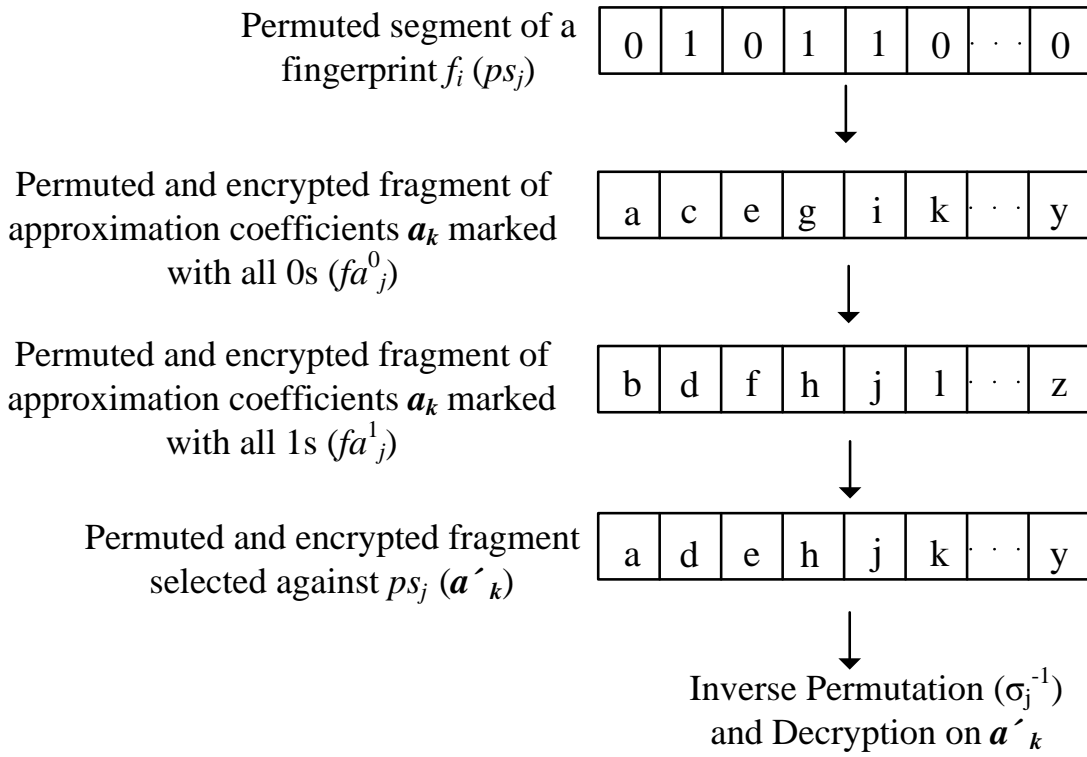 Permuted segment of a
fingerprint fᵢ (psⱼ)
0 1 0 1 1 0 · · · 0
Permuted and encrypted fragment of
approximation coefficients aₖ marked
with all 0s (fa⁰ⱼ)
a c e g i k · · · y
Permuted and encrypted fragment of
approximation coefficients aₖ marked
with all 1s (fa¹ⱼ)
b d f h j l · · · z
Permuted and encrypted fragment
selected against psⱼ (a´ₖ)
a d e h j k · · · y
Inverse Permutation (σⱼ⁻¹)
and Decryption on a´ₖ